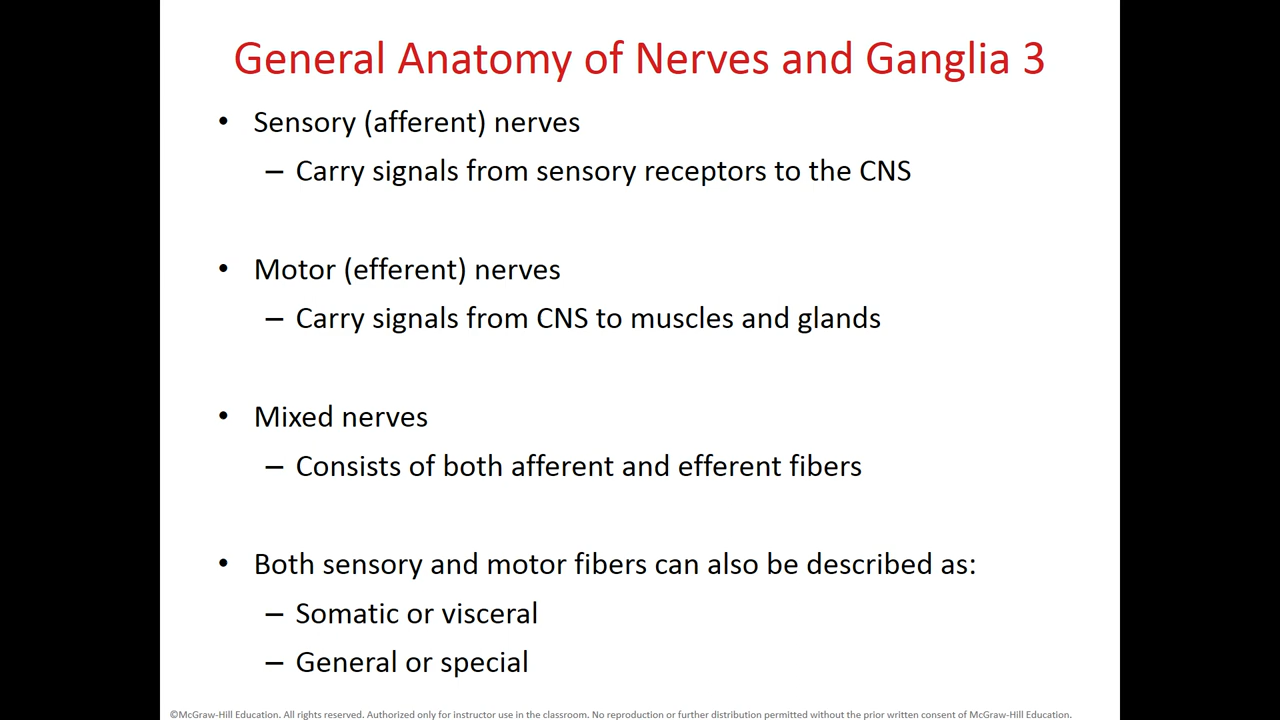 General Anatomy of Nerves and Ganglia 3
• Sensory (afferent) nerves
– Carry signals from sensory receptors to the CNS
• Motor (efferent) nerves
– Carry signals from CNS to muscles and glands
• Mixed nerves
– Consists of both afferent and efferent fibers
• Both sensory and motor fibers can also be described as:
– Somatic or visceral
– General or special
©McGraw-Hill Education. All rights reserved. Authorized only for instructor use in the classroom. No reproduction or further distribution permitted without the prior written consent of McGraw-Hill Education.